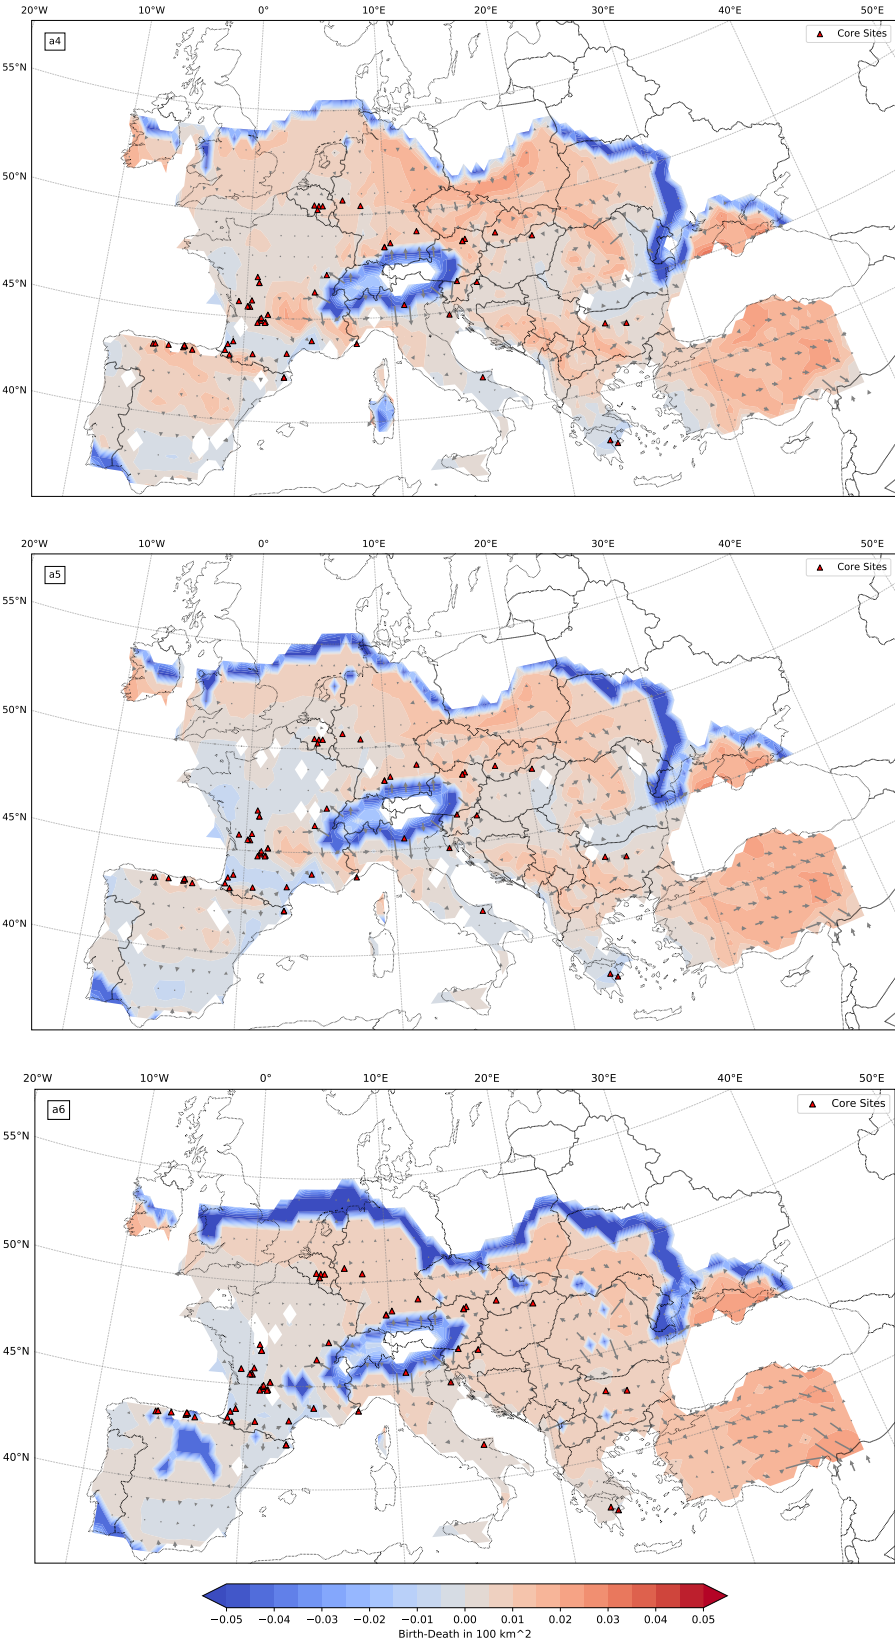 20°W 10°W 0° 10°E 20°E 30°E 40°E 50°E
a4
Core Sites
55°N
50°N
45°N
40°N
20°W 10°W 0° 10°E 20°E 30°E 40°E 50°E
a5
Core Sites
55°N
50°N
45°N
40°N
20°W 10°W 0° 10°E 20°E 30°E 40°E 50°E
a6
Core Sites
55°N
50°N
45°N
40°N
−0.05 −0.04 −0.03 −0.02 −0.01 0.00 0.01 0.02 0.03 0.04 0.05
Birth-Death in 100 km^2